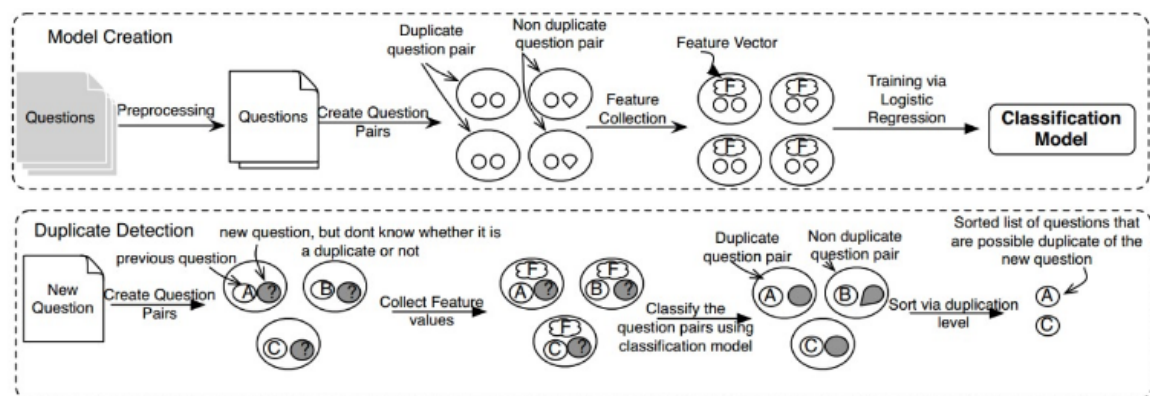 Model Creation
Questions
Preprocessing
Questions
Create Question
Pairs
Duplicate
question pair
Non duplicate
question pair
Feature
Collection
Feature Vector
F
F
F
F
Training via
Logistic
Regression
Classification
Model
Duplicate Detection
New
Question
previous question
new question, but dont know whether it is
a duplicate or not
Create Question
Pairs
A ?
B ?
C ?
Collect Feature
values
F
A ?
F
B ?
F
C ?
Classify the
question pairs using
classification model
Duplicate
question pair
Non duplicate
question pair
A
B
C
Sort via duplication
level
Sorted list of questions that
are possible duplicate of the
new question
A
C